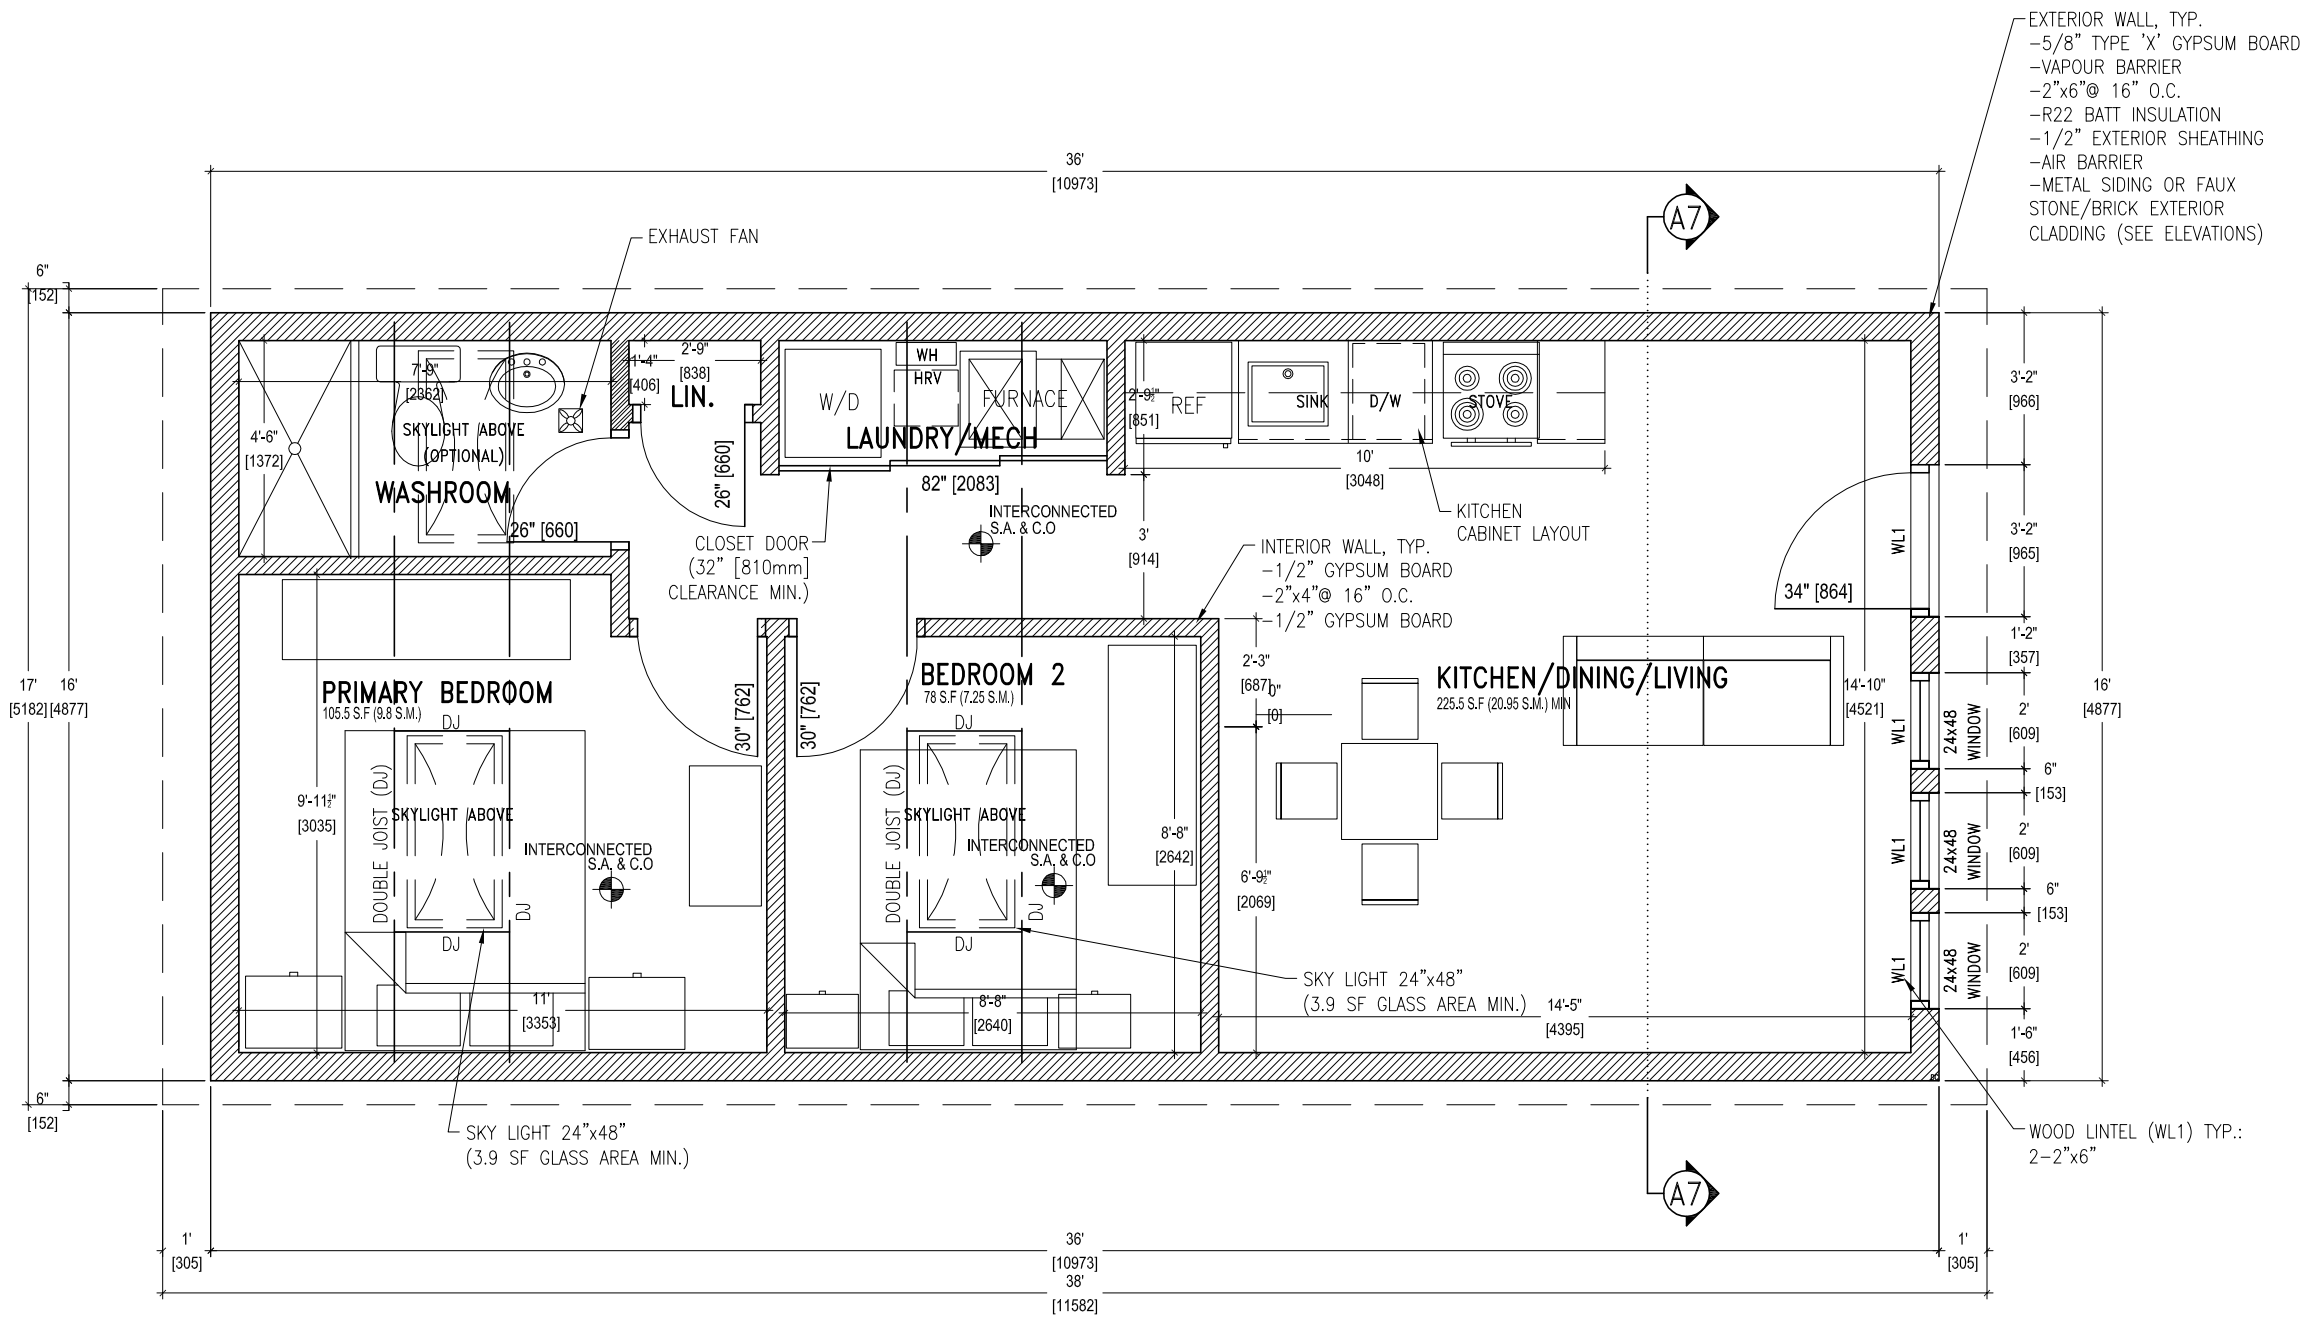 EXTERIOR WALL, TYP.
-5/8" TYPE 'X' GYPSUM BOARD
-VAPOUR BARRIER
-2"x6"@ 16" O.C.
-R22 BATT INSULATION
-1/2" EXTERIOR SHEATHING
-AIR BARRIER
-METAL SIDING OR FAUX
STONE/BRICK EXTERIOR
CLADDING (SEE ELEVATIONS)
36'
[10973]
A7
EXHAUST FAN
6"
[152]
7'-9"
[2362]
4'-6"
[1372]
SKYLIGHT ABOVE
(OPTIONAL)
WASHROOM
26" [660]
1'-4"
[406]
2'-9"
[838]
LIN.
26" [660]
W/D
WH
HRV
FURNACE
LAUNDRY/MECH
82" [2083]
CLOSET DOOR
(32" [810mm]
CLEARANCE MIN.)
INTERCONNECTED
S.A. & C.O
2'-9½"
[851]
REF
SINK
D/W
STOVE
10'
[3048]
KITCHEN
CABINET LAYOUT
3'
[914]
INTERIOR WALL, TYP.
-1/2" GYPSUM BOARD
-2"x4"@ 16" O.C.
-1/2" GYPSUM BOARD
34" [864]
WL1
3'-2"
[966]
3'-2"
[965]
1'-2"
[357]
17'
[5182]
16'
[4877]
PRIMARY BEDROOM
105.5 S.F (9.8 S.M.)
DJ
DOUBLE JOIST (DJ)
SKYLIGHT ABOVE
9'-11½"
[3035]
INTERCONNECTED
S.A. & C.O
DJ
DJ
30" [762]
11'
[3353]
30" [762]
BEDROOM 2
78 S.F (7.25 S.M.)
DJ
DOUBLE JOIST (DJ)
SKYLIGHT ABOVE
INTERCONNECTED
S.A. & C.O
DJ
DJ
8'-8"
[2642]
8'-8"
[2640]
2'-3"
[687]
0"
[0]
6'-9½"
[2069]
KITCHEN/DINING/LIVING
225.5 S.F (20.95 S.M.) MIN
14'-10"
[4521]
SKY LIGHT 24"x48"
(3.9 SF GLASS AREA MIN.)
14'-5"
[4395]
WL1
24x48
WINDOW
2'
[609]
6"
[153]
WL1
24x48
WINDOW
2'
[609]
6"
[153]
WL1
24x48
WINDOW
2'
[609]
1'-6"
[456]
16'
[4877]
6"
[152]
SKY LIGHT 24"x48"
(3.9 SF GLASS AREA MIN.)
WOOD LINTEL (WL1) TYP.:
2-2"x6"
A7
1'
[305]
36'
[10973]
1'
[305]
38'
[11582]